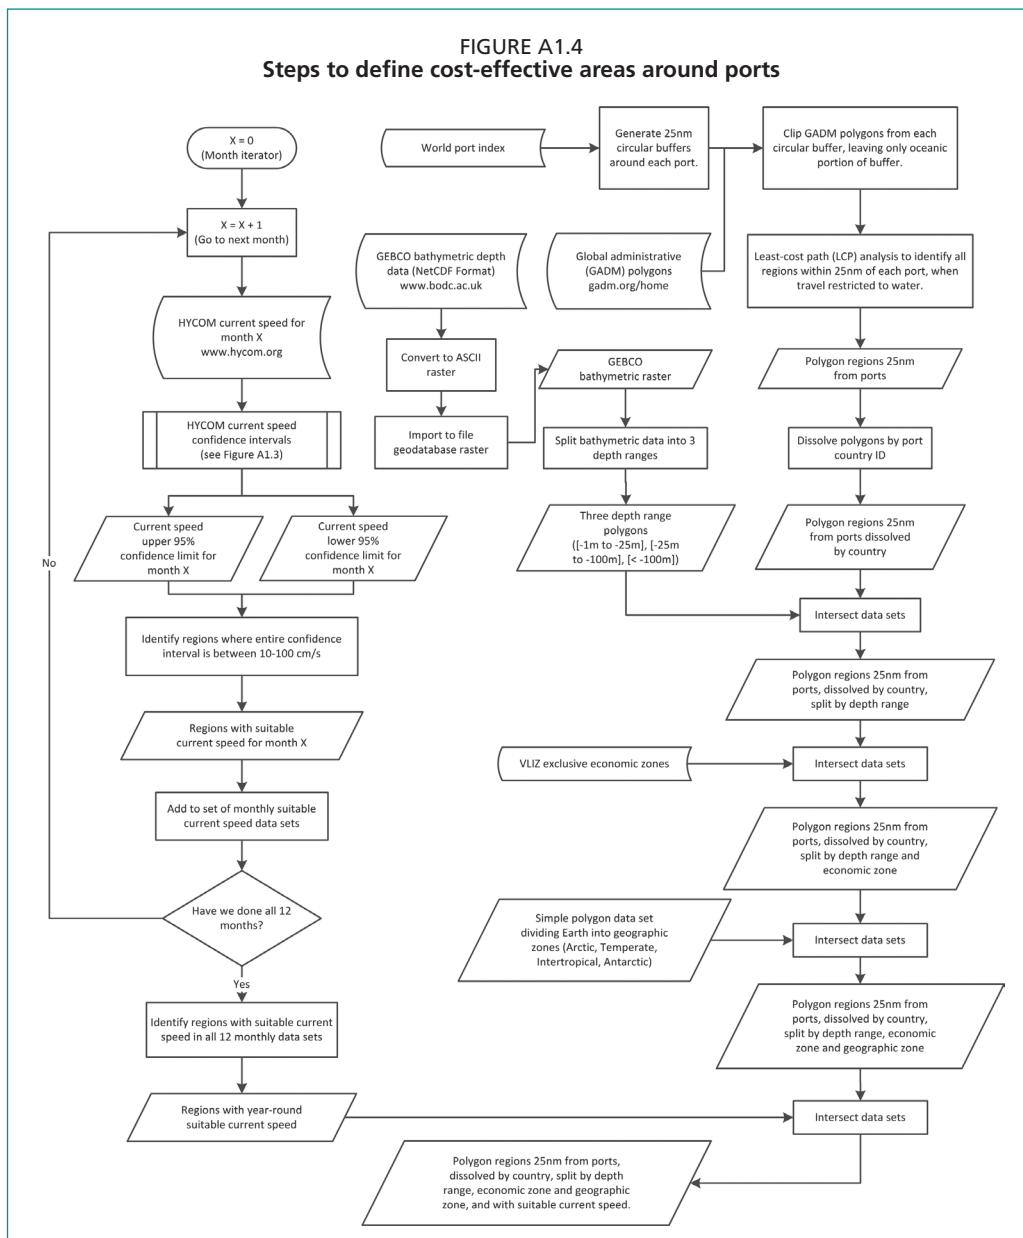 FIGURE A1.4
Steps to define cost-effective areas around ports
X = 0
(Month iterator)
X = X + 1
(Go to next month)
HYCOM current speed for
month X
www.hycom.org
HYCOM current speed
confidence intervals
(see Figure A1.3)
Current speed
upper 95%
confidence limit for
month X
Current speed
lower 95%
confidence limit for
month X
Identify regions where entire confidence
interval is between 10-100 cm/s
Regions with suitable
current speed for month X
Add to set of monthly suitable
current speed data sets
Have we done all 12
months?
No
Yes
Identify regions with suitable current
speed in all 12 monthly data sets
Regions with year-round
suitable current speed
World port index
Generate 25nm
circular buffers
around each port.
Clip GADM polygons from each
circular buffer, leaving only oceanic
portion of buffer.
GEBCO bathymetric depth
data (NetCDF Format)
www.bodc.ac.uk
Global administrative
(GADM) polygons
gadm.org/home
Least-cost path (LCP) analysis to identify all
regions within 25nm of each port, when
travel restricted to water.
Convert to ASCII
raster
Import to file
geodatabase raster
GEBCO
bathymetric raster
Split bathymetric data into 3
depth ranges
Three depth range
polygons
([-1m to -25m], [-25m
to -100m], [< -100m])
Polygon regions 25nm
from ports
Dissolve polygons by port
country ID
Polygon regions 25nm
from ports dissolved
by country
Intersect data sets
Polygon regions 25nm from
ports, dissolved by country,
split by depth range
VLIZ exclusive economic zones
Intersect data sets
Polygon regions 25nm from
ports, dissolved by country,
split by depth range and
economic zone
Simple polygon data set
dividing Earth into geographic
zones (Arctic, Temperate,
Intertropical, Antarctic)
Intersect data sets
Polygon regions 25nm from
ports, dissolved by country,
split by depth range, economic
zone and geographic zone
Intersect data sets
Polygon regions 25nm from ports,
dissolved by country, split by depth
range, economic zone and geographic
zone, and with suitable current speed.